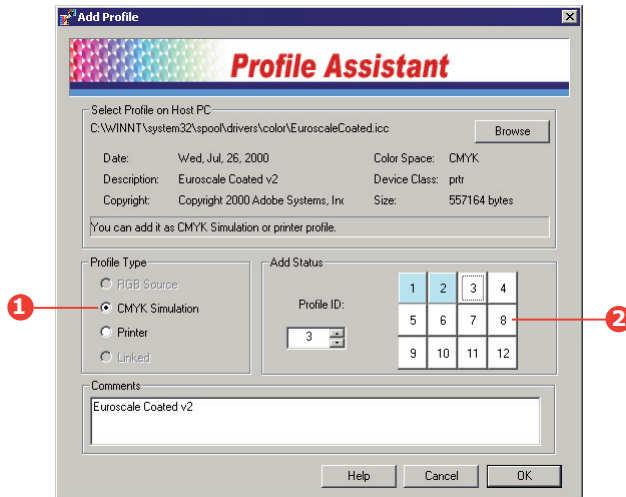 Add Profile
Profile Assistant
Select Profile on Host PC
C:\WINNT\system32\spool\drivers\color\EuroscaleCoated.icc
Browse
Date: Wed, Jul, 26, 2000 Color Space: CMYK
Description: Euroscale Coated v2 Device Class: prtr
Copyright: Copyright 2000 Adobe Systems, Inc Size: 557164 bytes
You can add it as CMYK Simulation or printer profile.
Profile Type
RGB Source
1
CMYK Simulation
Printer
Linked
Add Status
Profile ID:
3
1 2 3 4
5 6 7 8
9 10 11 12
2
Comments
Euroscale Coated v2
Help Cancel OK